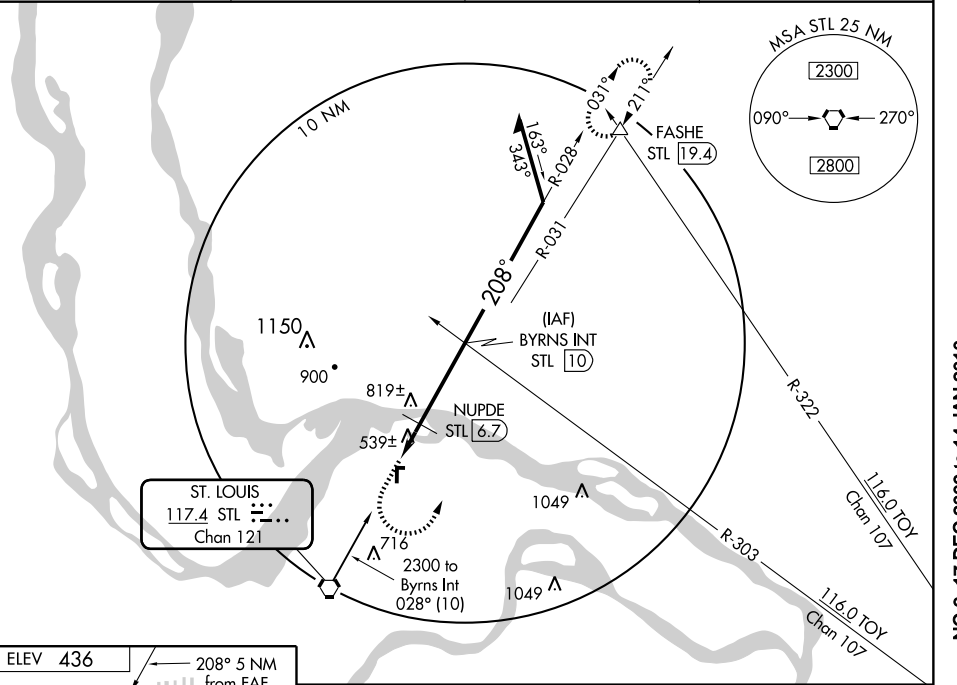 MSA STL 25 NM
2300
090°
270°
2800
10 NM
031°
211°
FASHE
STL 19.4
163°
343°
R-028
R-031
208°
(IAF)
BYRNS INT
STL 10
1150
900
819±
NUPDE
STL 6.7
539±
R-322
116.0 TOY
Chan 107
ST. LOUIS
117.4 STL
Chan 121
1049
R-303
716
2300 to
Byrns Int
028° (10)
1049
116.0 TOY
Chan 107
ELEV 436
208° 5 NM
from FAF